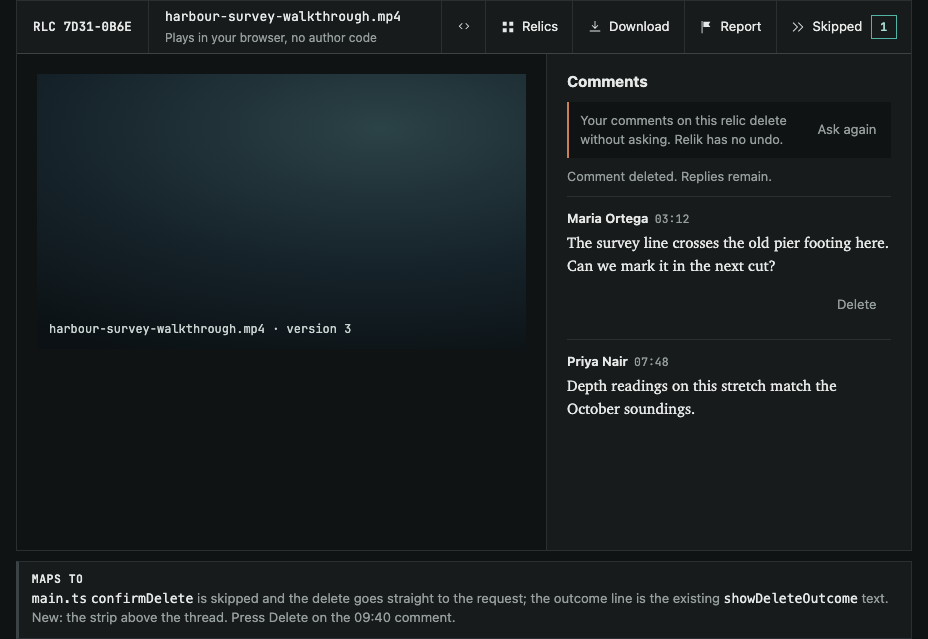 RLC 7D31-0B6E
harbour-survey-walkthrough.mp4
Plays in your browser, no author code
<> Relics Download Report Skipped 1
Comments
Your comments on this relic delete
without asking. Relik has no undo.
Ask again
Comment deleted. Replies remain.
Maria Ortega 03:12
The survey line crosses the old pier footing here.
Can we mark it in the next cut?
Delete
Priya Nair 07:48
Depth readings on this stretch match the
October soundings.
harbour-survey-walkthrough.mp4 · version 3
MAPS TO
main.ts confirmDelete is skipped and the delete goes straight to the request; the outcome line is the existing showDeleteOutcome text.
New: the strip above the thread. Press Delete on the 09:40 comment.